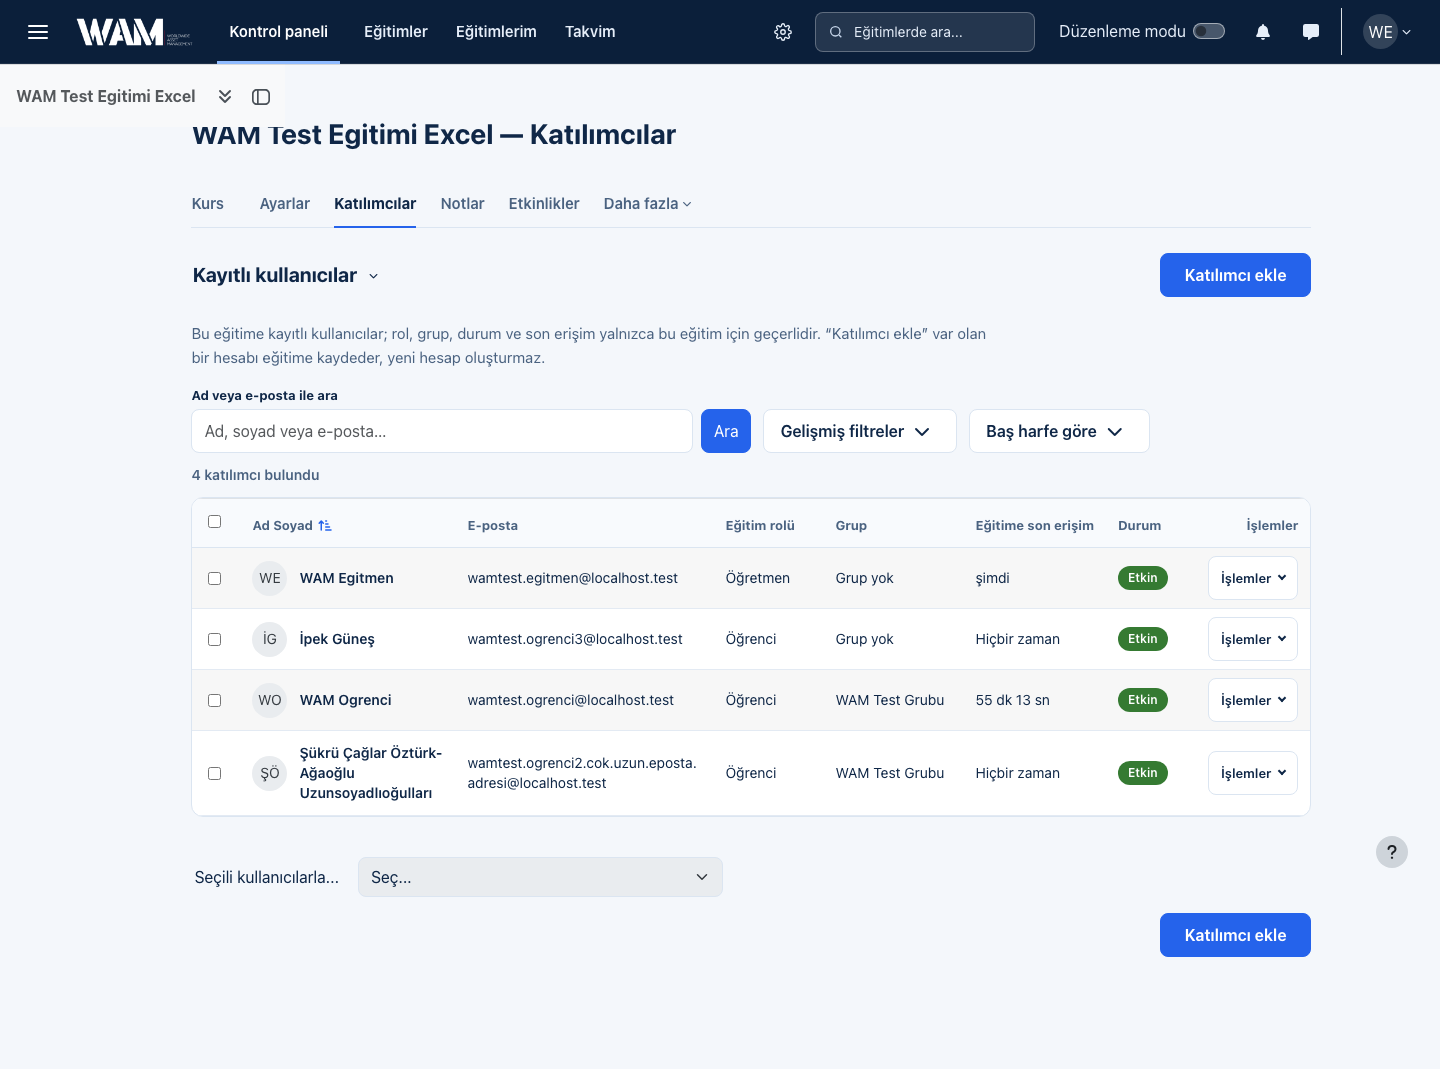 WAM
Kontrol paneli
Eğitimler
Eğitimlerim
Takvim
Eğitimlerde ara...
Düzenleme modu
WE
WAM Test Egitimi Excel
WAM Test Egitimi Excel — Katılımcılar
Kurs
Ayarlar
Katılımcılar
Notlar
Etkinlikler
Daha fazla
Kayıtlı kullanıcılar
Katılımcı ekle
Bu eğitime kayıtlı kullanıcılar; rol, grup, durum ve son erişim yalnızca bu eğitim için geçerlidir. “Katılımcı ekle” var olan
bir hesabı eğitime kaydeder, yeni hesap oluşturmaz.
Ad veya e-posta ile ara
Ad, soyad veya e-posta...
Ara
Gelişmiş filtreler
Baş harfe göre
4 katılımcı bulundu
Ad Soyad E-posta Eğitim rolü Grup Eğitime son erişim Durum İşlemler
WE WAM Egitmen wamtest.egitmen@localhost.test Öğretmen Grup yok şimdi Etkin İşlemler
İG İpek Güneş wamtest.ogrenci3@localhost.test Öğrenci Grup yok Hiçbir zaman Etkin İşlemler
WO WAM Ogrenci wamtest.ogrenci@localhost.test Öğrenci WAM Test Grubu 55 dk 13 sn Etkin İşlemler
ŞÖ
Şükrü Çağlar Öztürk-
Ağaoğlu
Uzunsoyadlıoğulları
wamtest.ogrenci2.cok.uzun.eposta.
adresi@localhost.test
Öğrenci WAM Test Grubu Hiçbir zaman Etkin İşlemler
?
Seçili kullanıcılarla...
Seç...
Katılımcı ekle